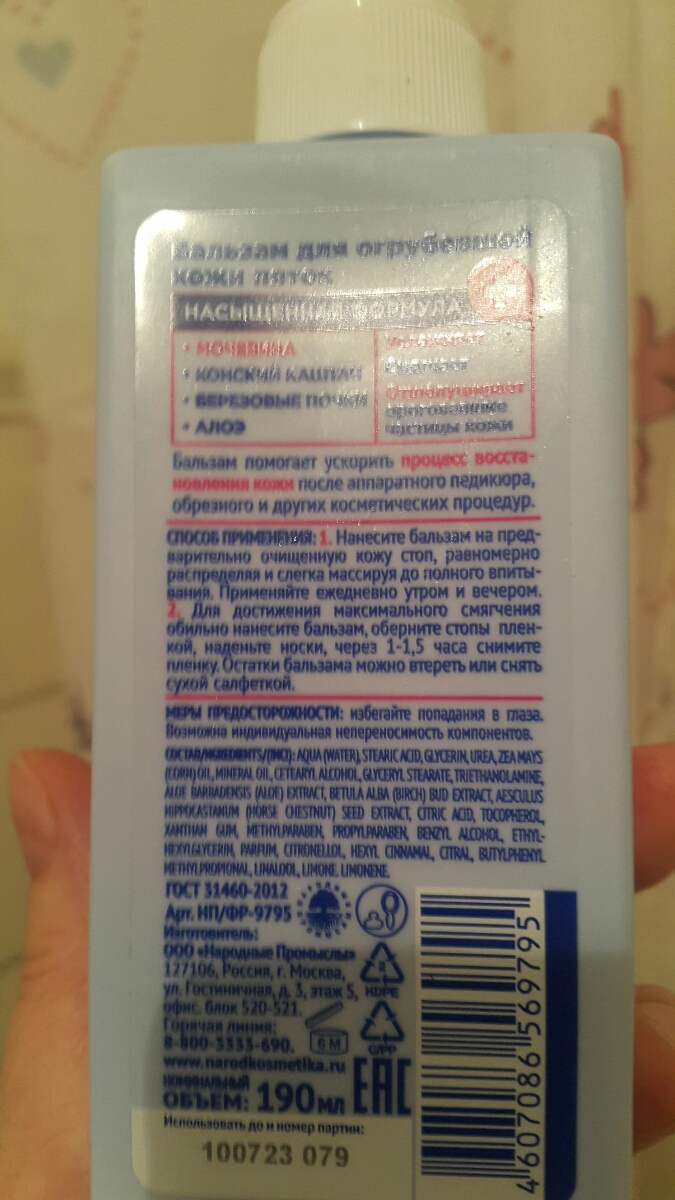 Бальзам для огрубевшей
кожи пяток
НАСЫЩЕННАЯ ФОРМУЛА
• МОЧЕВИНА
• КОНСКИЙ КАШТАН
• БЕРЕЗОВЫЕ ПОЧКИ
• АЛОЭ
Увлажняет
Смягчает
Отшелушивает
ороговевшие
частицы кожи
Бальзам помогает ускорить процесс восста-
новления кожи после аппаратного педикюра,
обрезного и других косметических процедур.
СПОСОБ ПРИМЕНЕНИЯ: 1. Нанесите бальзам на пред-
варительно очищенную кожу стоп, равномерно
распределяя и слегка массируя до полного впиты-
вания. Применяйте ежедневно утром и вечером.
2. Для достижения максимального смягчения
обильно нанесите бальзам, оберните стопы плен-
кой, наденьте носки, через 1-1,5 часа снимите
пленку. Остатки бальзама можно втереть или снять
сухой салфеткой.
МЕРЫ ПРЕДОСТОРОЖНОСТИ: избегайте попадания в глаза.
Возможна индивидуальная непереносимость компонентов.
СОСТАВ/INGREDIENTS/(INCI): AQUA (WATER), STEARIC ACID, GLYCERIN, UREA, ZEA MAYS
(CORN) OIL, MINERAL OIL, CETEARYL ALCOHOL, GLYCERYL STEARATE, TRIETHANOLAMINE,
ALOE BARBADENSIS (ALOE) EXTRACT, BETULA ALBA (BIRCH) BUD EXTRACT, AESCULUS
HIPPOCASTANUM (HORSE CHESTNUT) SEED EXTRACT, CITRIC ACID, TOCOPHEROL,
XANTHAN GUM, METHYLPARABEN, PROPYLPARABEN, BENZYL ALCOHOL, ETHYL-
HEXYLGLYCERIN, PARFUM, CITRONELLOL, HEXYL CINNAMAL, CITRAL, BUTYLPHENYL
METHYLPROPIONAL, LINALOOL, LIMONE. LIMONENE.
ГОСТ 31460-2012
Арт. НП/ФР-9795
Изготовитель:
ООО «Народные Промыслы»
127106, Россия, г. Москва,
ул. Гостиничная, д. 3, этаж 5,
офис. блок 520-521.
Горячая линия:
8-800-3333-690.
www.narodkosmetika.ru
НОМИНАЛЬНЫЙ
ОБЪЕМ: 190 мл
Использовать до и номер партии:
100723 079
2
HDPE
C/PP
6 M
EAC
4607086569795